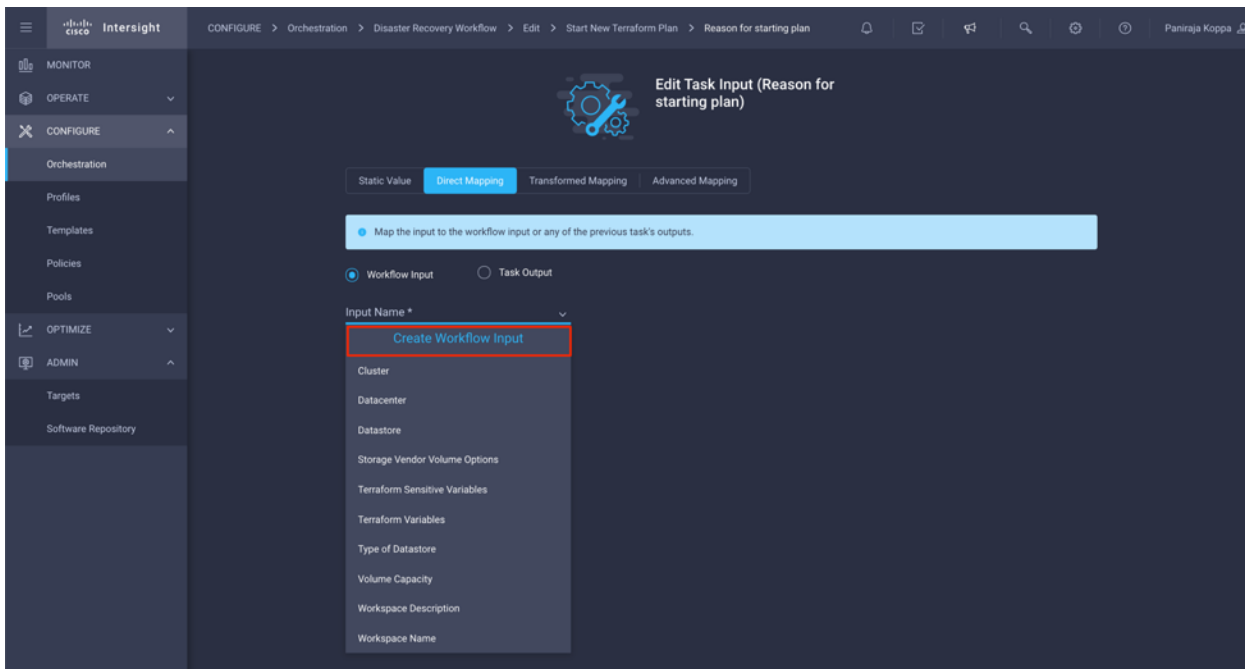 cisco Intersight
CONFIGURE > Orchestration > Disaster Recovery Workflow > Edit > Start New Terraform Plan > Reason for starting plan
Paniraja Koppa
MONITOR
OPERATE
CONFIGURE
Orchestration
Profiles
Templates
Policies
Pools
OPTIMIZE
ADMIN
Targets
Software Repository
Edit Task Input (Reason for
starting plan)
Static Value Direct Mapping Transformed Mapping Advanced Mapping
Map the input to the workflow input or any of the previous task's outputs.
Workflow Input Task Output
Input Name *
Create Workflow Input
Cluster
Datacenter
Datastore
Storage Vendor Volume Options
Terraform Sensitive Variables
Terraform Variables
Type of Datastore
Volume Capacity
Workspace Description
Workspace Name